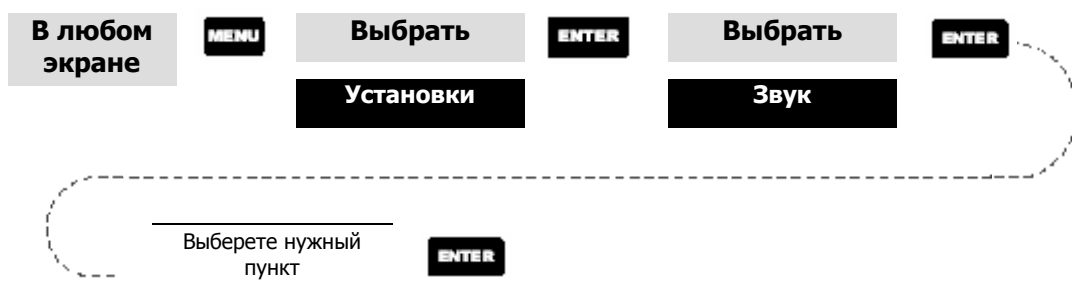 В любом
экране
MENU
Выбрать
Установки
ENTER
Выбрать
Звук
ENTER
Выберете нужный
пункт
ENTER